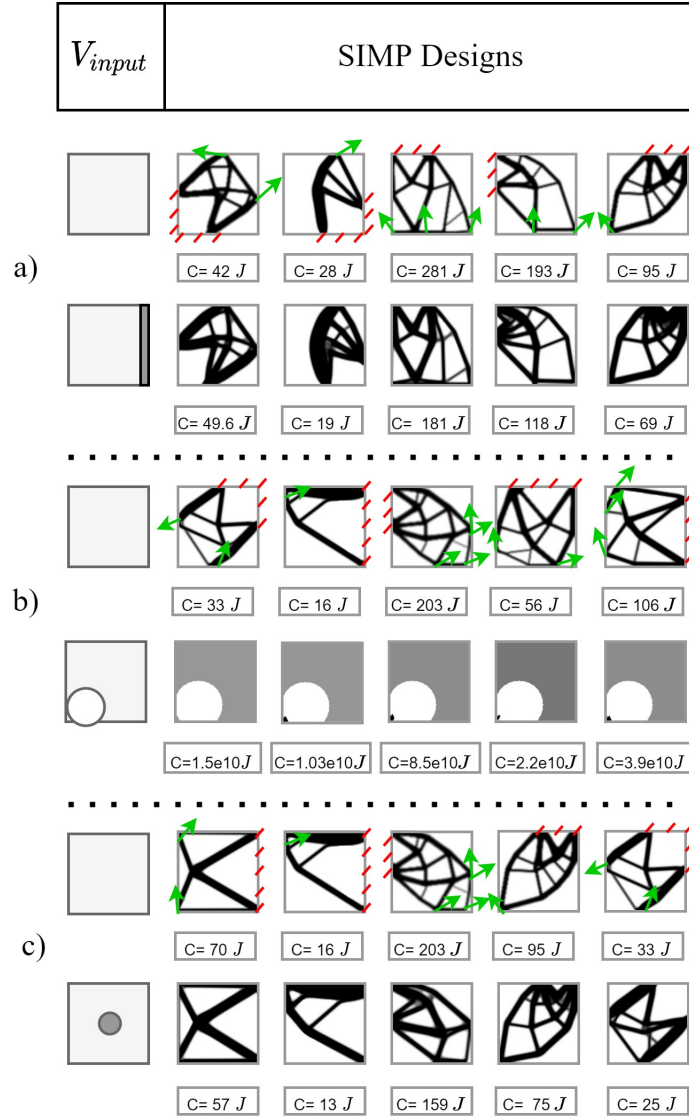 V_input SIMP Designs
a)
C= 42 J C= 28 J C= 281 J C= 193 J C= 95 J
C= 49.6 J C= 19 J C= 181 J C= 118 J C= 69 J
b)
C= 33 J C= 16 J C= 203 J C= 56 J C= 106 J
C=1.5e10J C=1.03e10J C=8.5e10J C=2.2e10J C=3.9e10J
c)
C= 70 J C= 16 J C= 203 J C= 95 J C= 33 J
C= 57 J C= 13 J C= 159 J C= 75 J C= 25 J